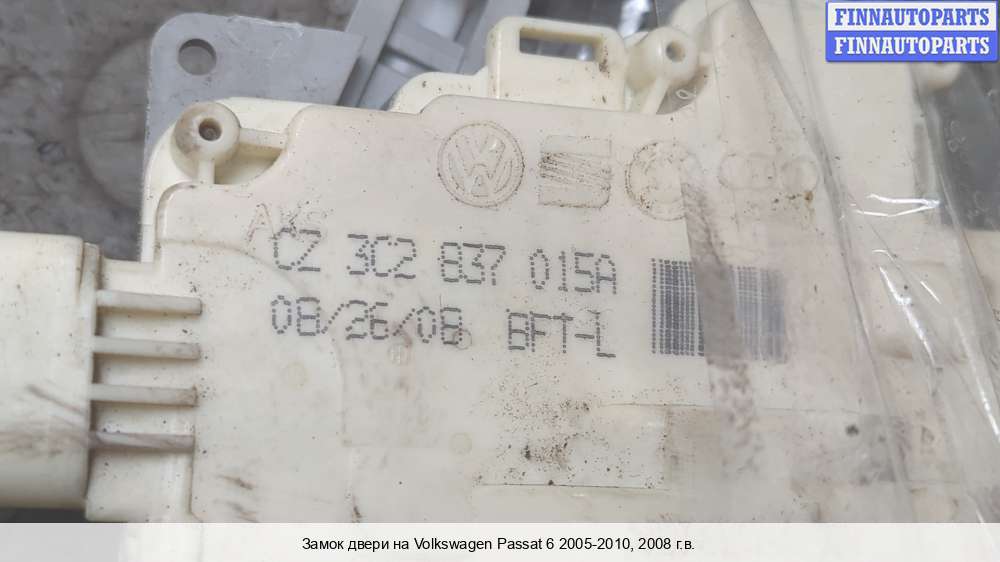 FINNAUTOPARTS
FINNAUTOPARTS
AKS
CZ 3C2 837 015A
08/26/08 BFT-L
Замок двери на Volkswagen Passat 6 2005-2010, 2008 г.в.